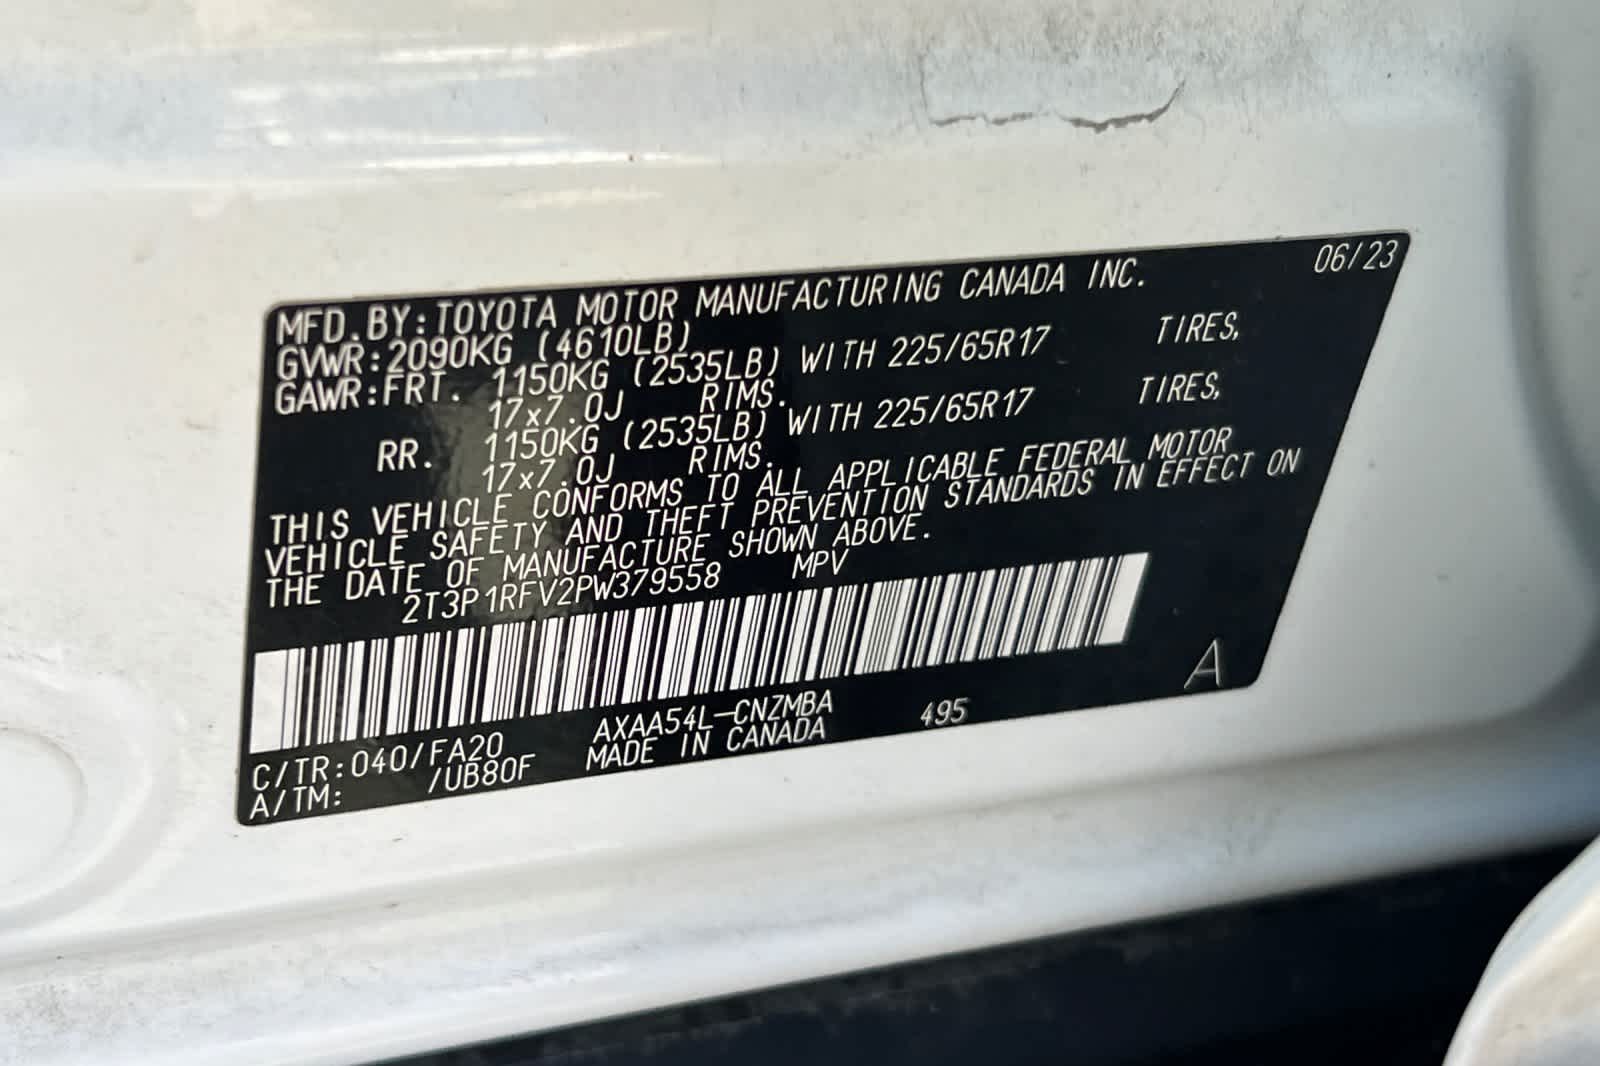 06/23
MFD.BY:TOYOTA MOTOR MANUFACTURING CANADA INC.
GVWR:2090KG (4610LB)
GAWR:FRT. 1150KG (2535LB) WITH 225/65R17 TIRES,
17x7.0J RIMS.
RR. 1150KG (2535LB) WITH 225/65R17 TIRES,
17x7.0J RIMS.
THIS VEHICLE CONFORMS TO ALL APPLICABLE FEDERAL MOTOR
VEHICLE SAFETY AND THEFT PREVENTION STANDARDS IN EFFECT ON
THE DATE OF MANUFACTURE SHOWN ABOVE.
2T3P1RFV2PW379558 MPV
A
C/TR:040/FA20 AXAA54L-CNZMBA 495
A/TM: /UB80F MADE IN CANADA